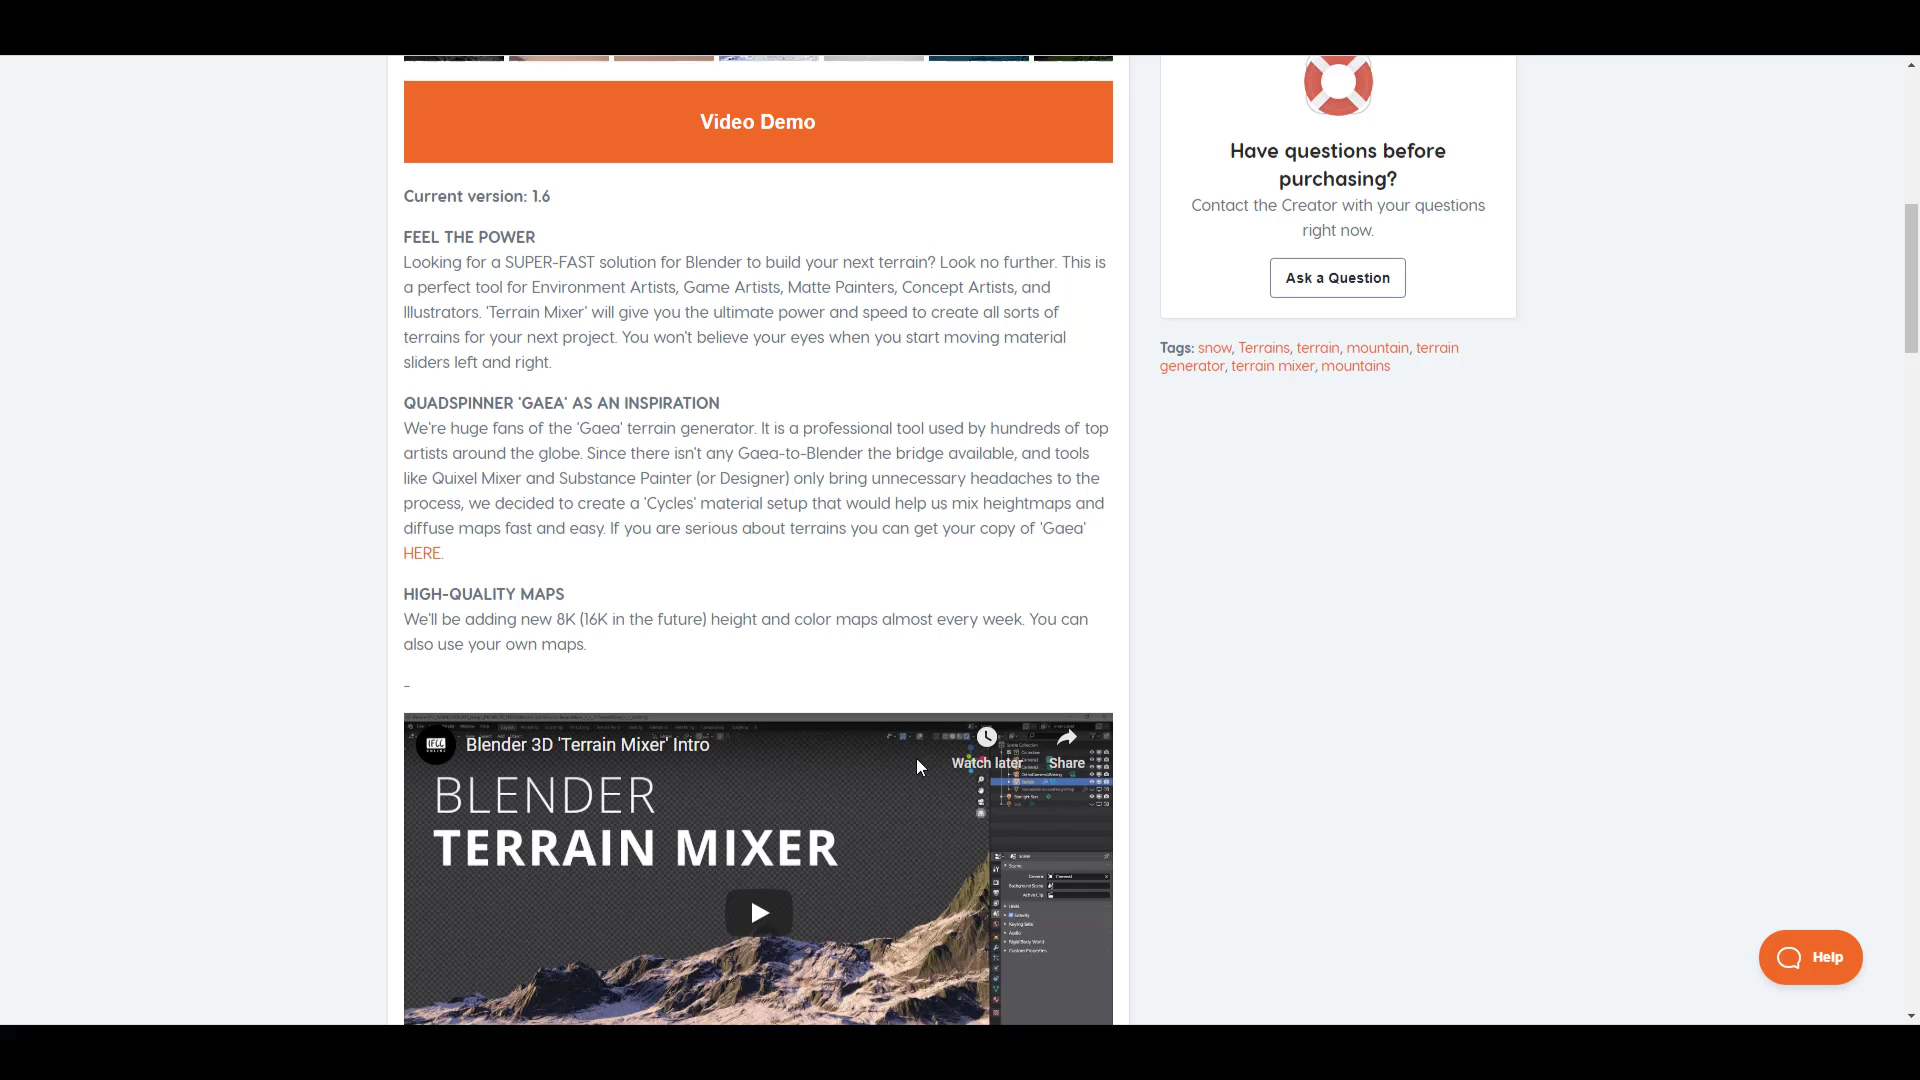 Video Demo
Current version: 1.6
FEEL THE POWER
Looking for a SUPER-FAST solution for Blender to build your next terrain? Look no further. This is
a perfect tool for Environment Artists, Game Artists, Matte Painters, Concept Artists, and
Illustrators. 'Terrain Mixer' will give you the ultimate power and speed to create all sorts of
terrains for your next project. You won't believe your eyes when you start moving material
sliders left and right.
QUADSPINNER 'GAEA' AS AN INSPIRATION
We're huge fans of the 'Gaea' terrain generator. It is a professional tool used by hundreds of top
artists around the globe. Since there isn't any Gaea-to-Blender the bridge available, and tools
like Quixel Mixer and Substance Painter (or Designer) only bring unnecessary headaches to the
process, we decided to create a 'Cycles' material setup that would help us mix heightmaps and
diffuse maps fast and easy. If you are serious about terrains you can get your copy of 'Gaea'
HERE.
HIGH-QUALITY MAPS
We'll be adding new 8K (16K in the future) height and color maps almost every week. You can
also use your own maps.
-
Blender 3D 'Terrain Mixer' Intro
Watch later
Share
BLENDER
TERRAIN MIXER
Have questions before
purchasing?
Contact the Creator with your questions
right now.
Ask a Question
Tags: snow, Terrains, terrain, mountain, terrain
generator, terrain mixer, mountains
Help